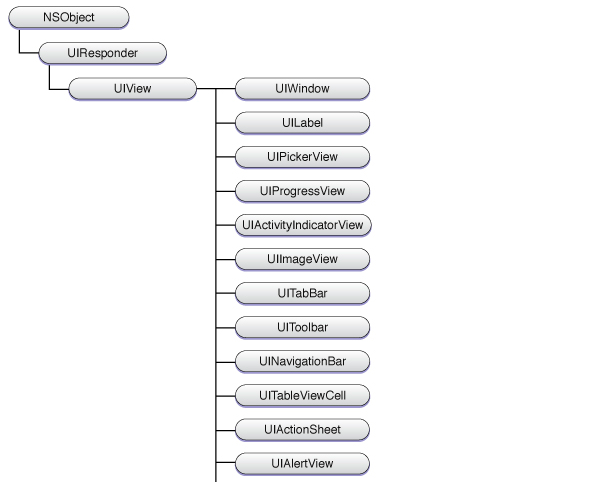 NSObject
UIResponder
UIView
UIWindow
UILabel
UIPickerView
UIProgressView
UIActivityIndicatorView
UIImageView
UITabBar
UIToolbar
UINavigationBar
UITableViewCell
UIActionSheet
UIAlertView